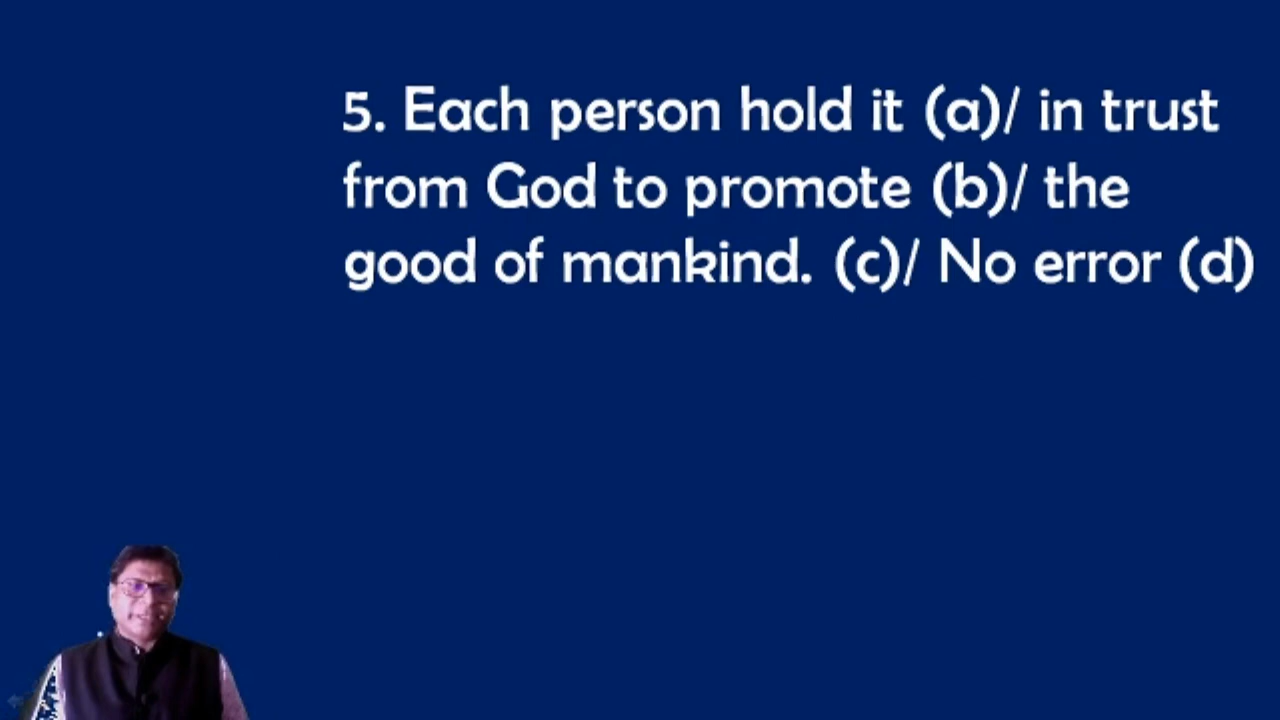 5. Each person hold it (a)/ in trust
from God to promote (b)/ the
good of mankind. (c)/ No error (d)